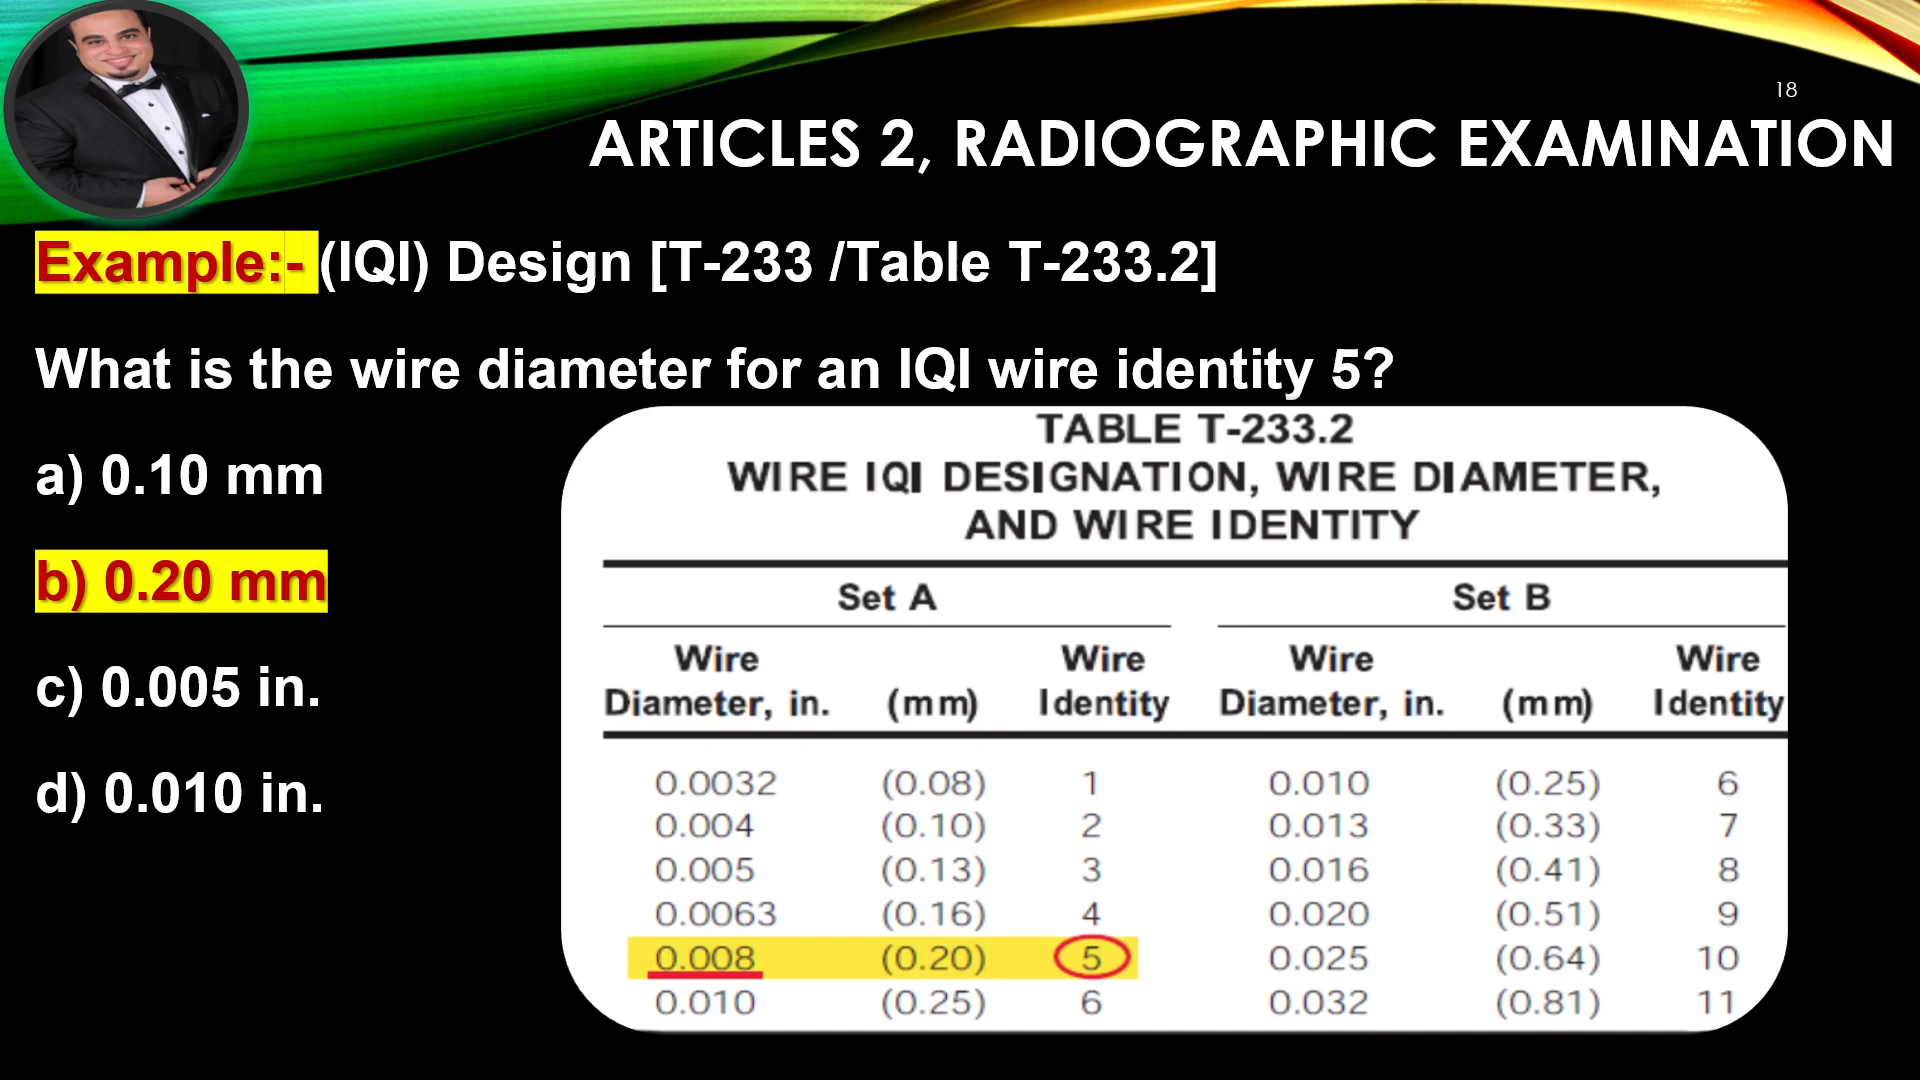 18
ARTICLES 2, RADIOGRAPHIC EXAMINATION
Example:- (IQI) Design [T-233 /Table T-233.2]
What is the wire diameter for an IQI wire identity 5?
a) 0.10 mm
b) 0.20 mm
c) 0.005 in.
d) 0.010 in.
TABLE T-233.2
WIRE IQI DESIGNATION, WIRE DIAMETER,
AND WIRE IDENTITY
Set A Set B
Wire Wire Wire Wire
Diameter, in. (mm) Identity Diameter, in. (mm) Identity
0.0032 (0.08) 1 0.010 (0.25) 6
0.004 (0.10) 2 0.013 (0.33) 7
0.005 (0.13) 3 0.016 (0.41) 8
0.0063 (0.16) 4 0.020 (0.51) 9
0.008 (0.20) 5 0.025 (0.64) 10
0.010 (0.25) 6 0.032 (0.81) 11